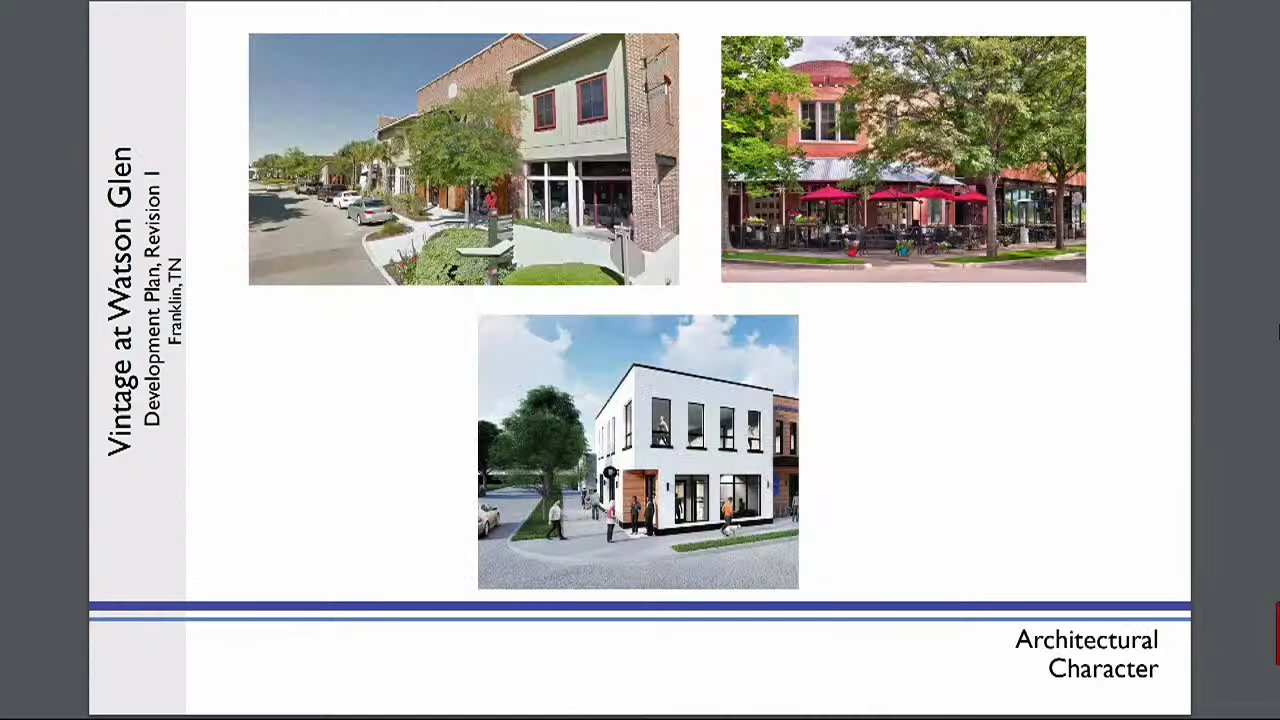 Vintage at Watson Glen
Development Plan, Revision 1
Franklin, TN
Architectural
Character